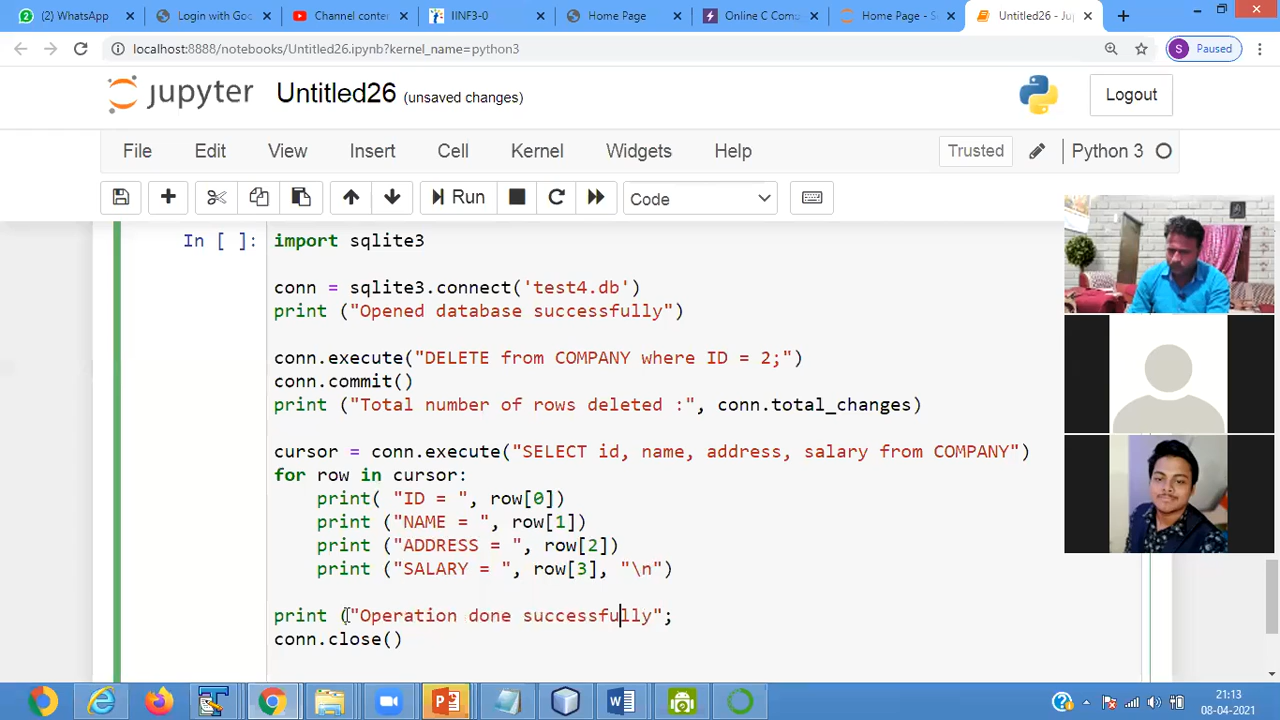 (2) WhatsApp
Login with Goo
Channel conten
IINF3-0
Home Page
Online C Comp
Home Page - Se
Untitled26 - Jup
localhost:8888/notebooks/Untitled26.ipynb?kernel_name=python3
S Paused
jupyter Untitled26 (unsaved changes)
Logout
File Edit View Insert Cell Kernel Widgets Help
Trusted
Python 3
Run
Code
In [ ]:
import sqlite3
conn = sqlite3.connect('test4.db')
print ("Opened database successfully")
conn.execute("DELETE from COMPANY where ID = 2;")
conn.commit()
print ("Total number of rows deleted :", conn.total_changes)
cursor = conn.execute("SELECT id, name, address, salary from COMPANY")
for row in cursor:
    print( "ID = ", row[0])
    print ("NAME = ", row[1])
    print ("ADDRESS = ", row[2])
    print ("SALARY = ", row[3], "\n")
print ("Operation done successfully";
conn.close()
21:13
08-04-2021